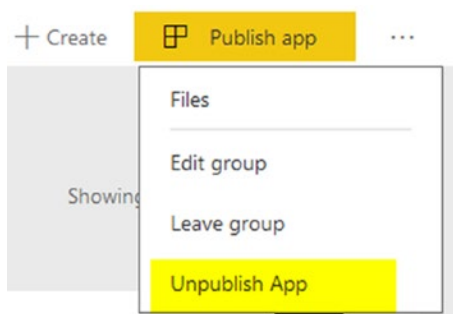 + Create Publish app ...
Files
Edit group
Showing
Leave group
Unpublish App